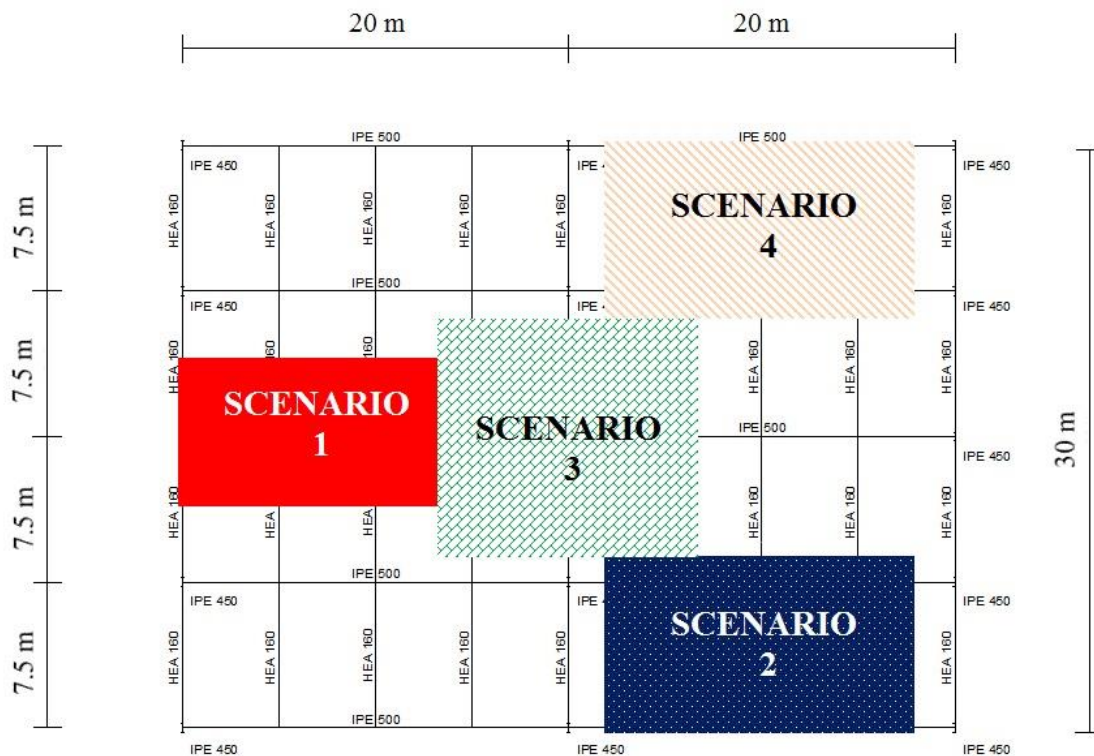 20 m 20 m
IPE 500 IPE 500
IPE 450 IPE 450
HEA 160 HEA 160 HEA 160 HEA 160 HEA 160 HEA 160
SCENARIO
4
7.5 m
IPE 500
IPE 450 IPE 450
HEA 160 HEA 160 HEA 160 HEA 160
7.5 m
SCENARIO
1
SCENARIO
3
IPE 500
IPE 450
30 m
HEA 160 HEA 160 HEA 160
7.5 m
IPE 500
IPE 450 IPE 450
HEA 160 HEA 160 HEA 160 HEA 160 HEA 160 HEA 160
SCENARIO
2
7.5 m
IPE 500
IPE 450 IPE 450 IPE 450